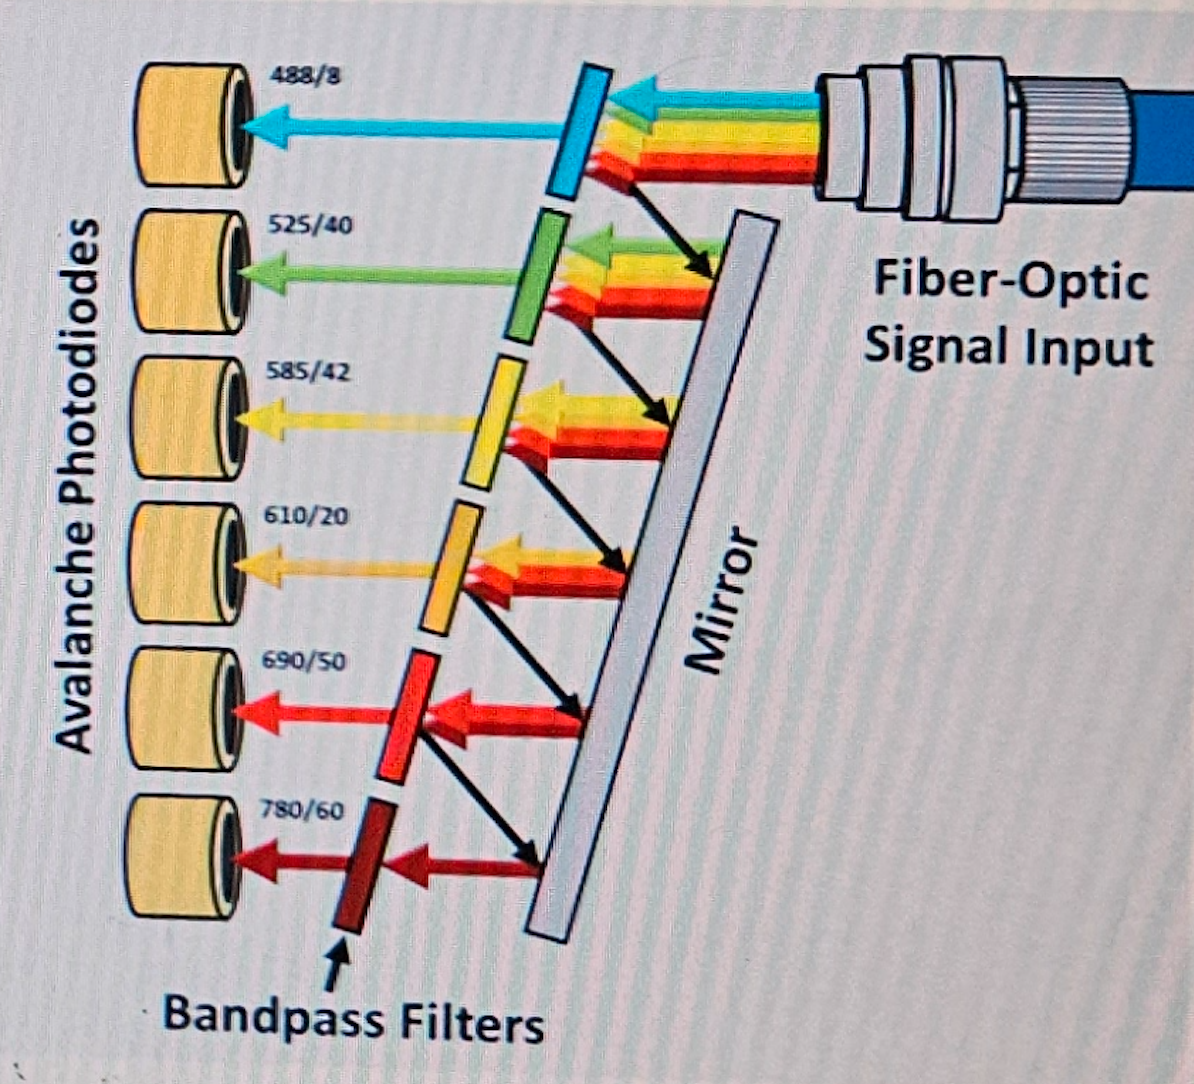 488/8
525/40
585/42
610/20
690/50
780/60
Avalanche Photodiodes
Fiber-Optic
Signal Input
Mirror
Bandpass Filters